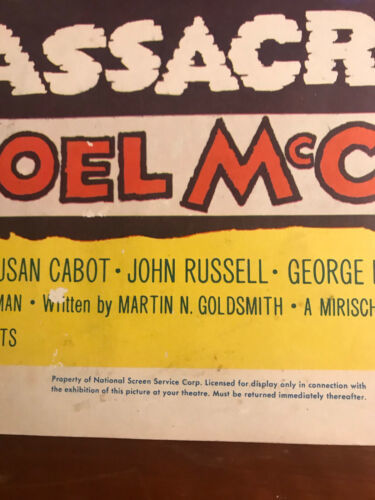 ASSACR
OEL McC
USAN CABOT • JOHN RUSSELL • GEORGE
MAN • Written by MARTIN N. GOLDSMITH • A MIRISCH
TS
Property of National Screen Service Corp. Licensed for display only in connection with
the exhibition of this picture at your theatre. Must be returned immediately thereafter.